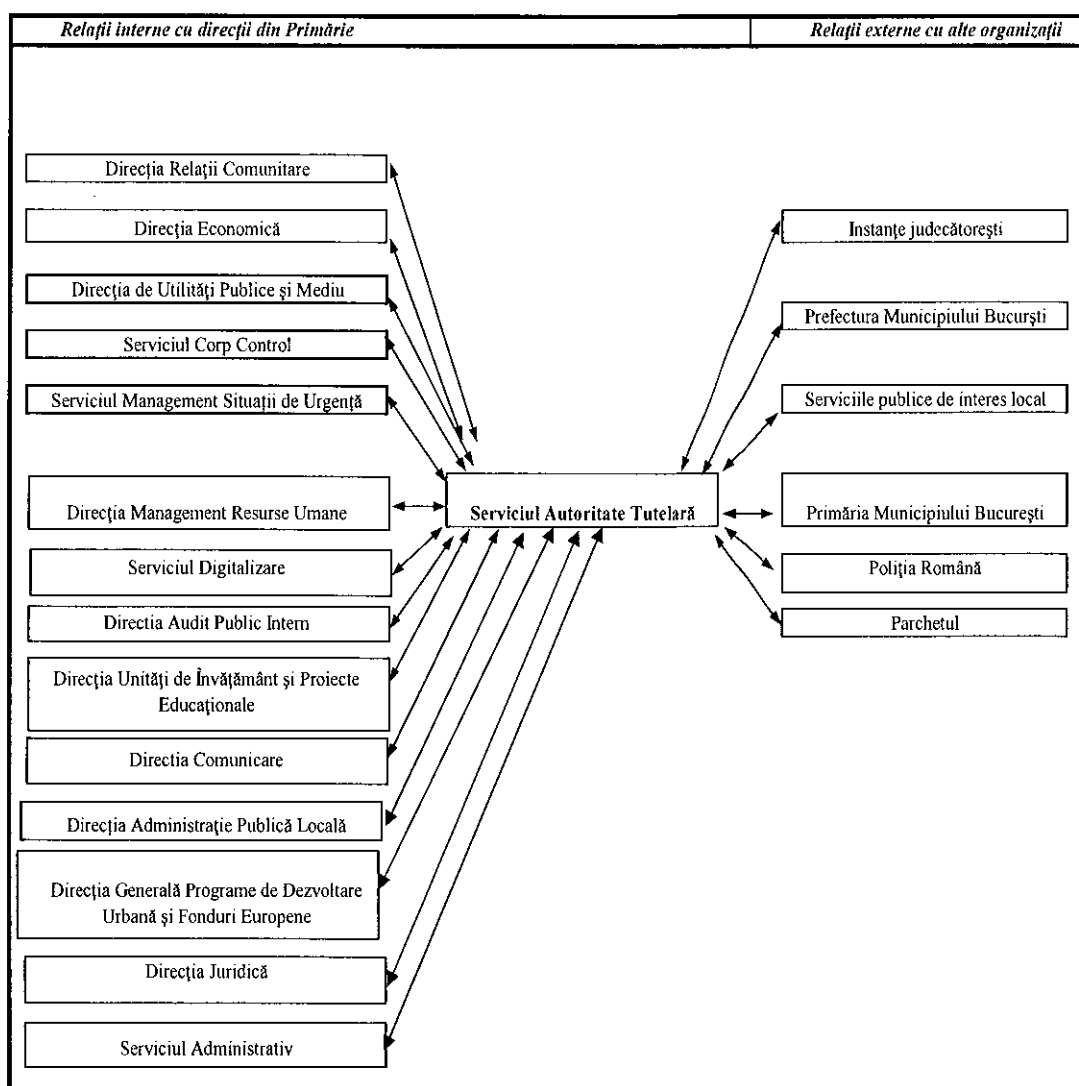 Relații interne cu direcții din Primărie
Relații externe cu alte organizații
Direcția Relații Comunitare
Direcția Economică
Direcția de Utilități Publice și Mediu
Serviciul Corp Control
Serviciul Management Situații de Urgență
Direcția Management Resurse Umane
Serviciul Digitalizare
Directia Audit Public Intern
Direcția Unități de Învățământ și Proiecte
Educaționale
Directia Comunicare
Direcția Administrație Publică Locală
Direcția Generală Programe de Dezvoltare
Urbană și Fonduri Europene
Direcția Juridică
Serviciul Administrativ
Serviciul Autoritate Tutelară
Instanțe judecătorești
Prefectura Municipiului Bucurști
Serviciile publice de interes local
Primăria Municipiului București
Poliția Română
Parchetul